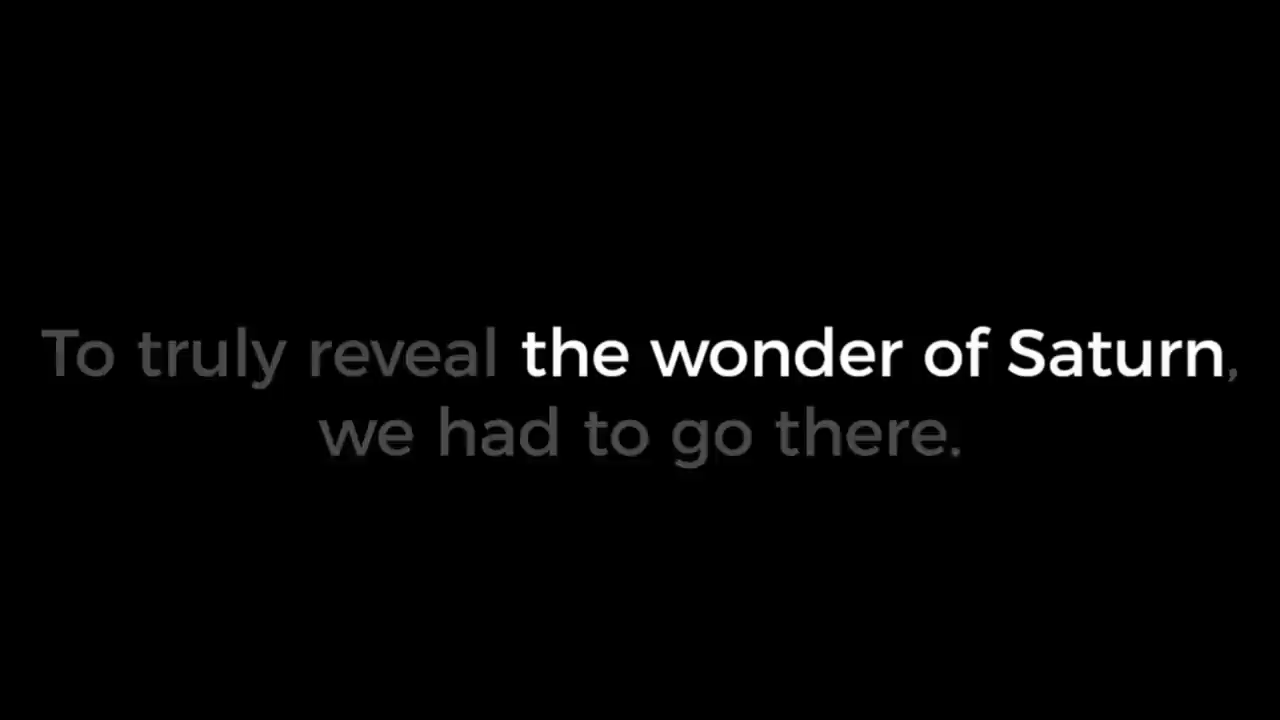 To truly reveal the wonder of Saturn,
we had to go there.